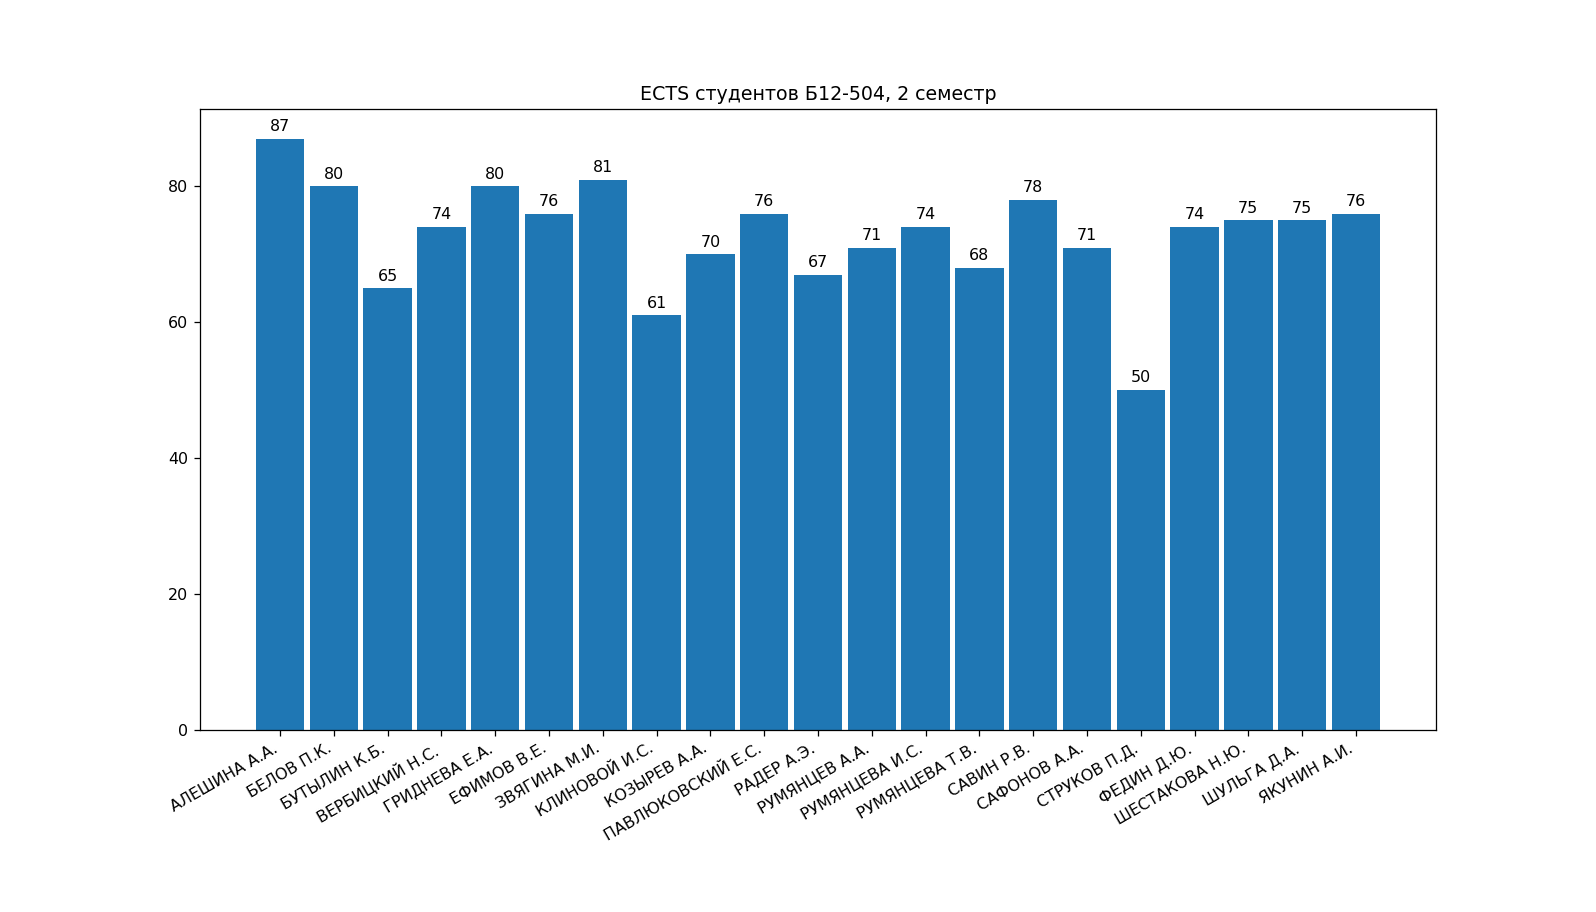 ECTS студентов Б12-504, 2 семестр
87
80
65
74
80
76
81
61
70
76
67
71
74
68
78
71
50
74
75
75
76
80
60
40
20
0
АЛЕШИНА А.А.
БЕЛОВ П.К.
БУТЫЛИН К.Б.
ВЕРБИЦКИЙ Н.С.
ГРИДНЕВА Е.А.
ЕФИМОВ В.Е.
ЗВЯГИНА М.И.
КЛИНОВОЙ И.С.
КОЗЫРЕВ А.А.
ПАВЛЮКОВСКИЙ Е.С.
РАДЕР А.Э.
РУМЯНЦЕВ А.А.
РУМЯНЦЕВА И.С.
РУМЯНЦЕВА Т.В.
САВИН Р.В.
САФОНОВ А.А.
СТРУКОВ П.Д.
ФЕДИН Д.Ю.
ШЕСТАКОВА Н.Ю.
ШУЛЬГА Д.А.
ЯКУНИН А.И.